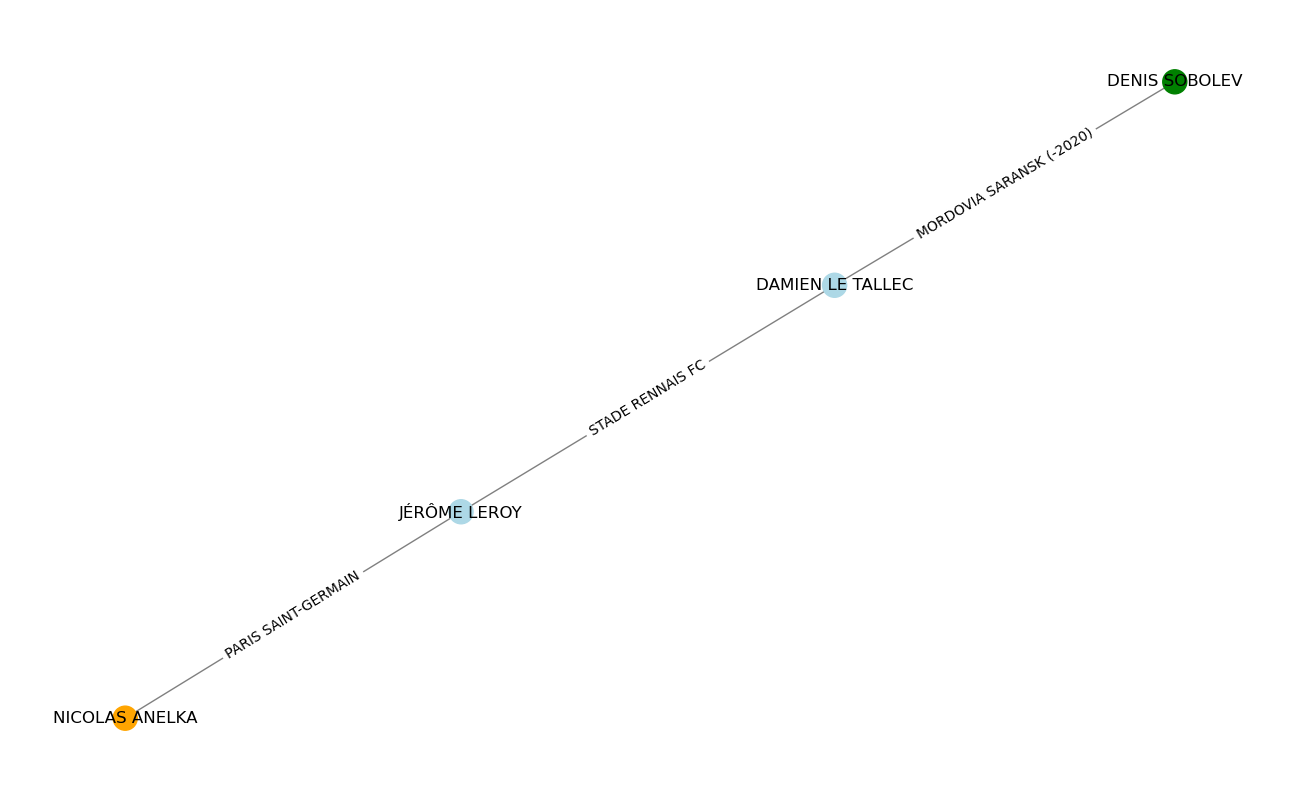 DENIS SOBOLEV
MORDOVIA SARANSK (-2020)
DAMIEN LE TALLEC
STADE RENNAIS FC
JÉRÔME LEROY
PARIS SAINT-GERMAIN
NICOLAS ANELKA